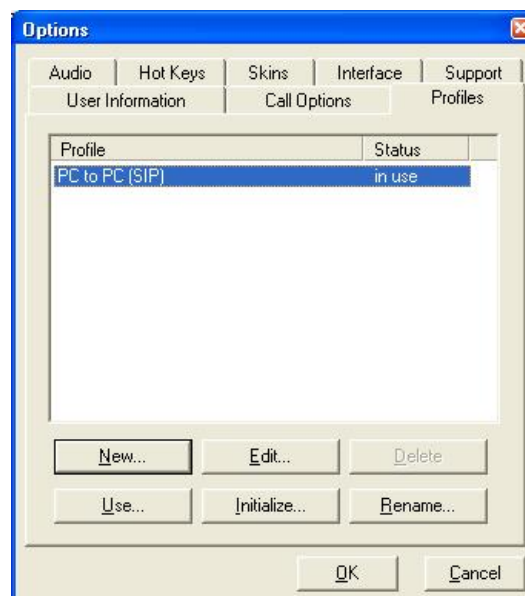 Options
Audio Hot Keys Skins Interface Support
User Information Call Options Profiles
Profile Status
PC to PC (SIP) in use
New... Edit... Delete
Use... Initialize... Rename...
OK Cancel